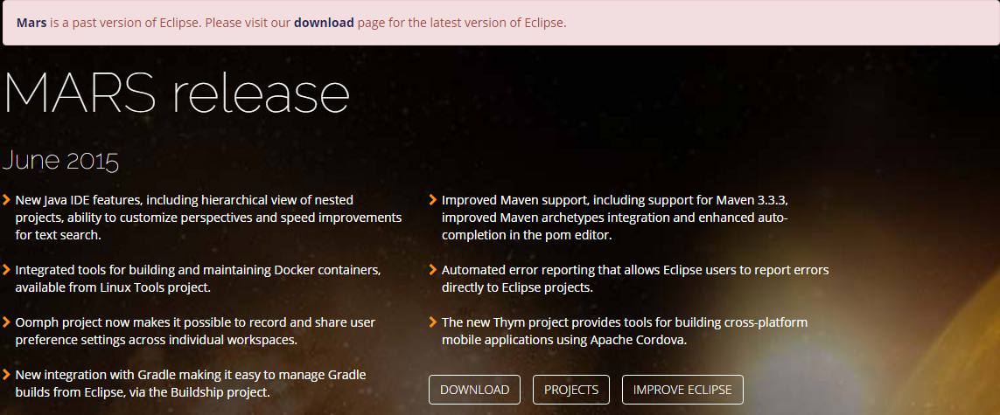 Mars is a past version of Eclipse. Please visit our download page for the latest version of Eclipse.
MARS release
June 2015
New Java IDE features, including hierarchical view of nested
projects, ability to customize perspectives and speed improvements
for text search.
Integrated tools for building and maintaining Docker containers,
available from Linux Tools project.
Oomph project now makes it possible to record and share user
preference settings across individual workspaces.
New integration with Gradle making it easy to manage Gradle
builds from Eclipse, via the Buildship project.
Improved Maven support, including support for Maven 3.3.3,
improved Maven archetypes integration and enhanced auto-
completion in the pom editor.
Automated error reporting that allows Eclipse users to report errors
directly to Eclipse projects.
The new Thym project provides tools for building cross-platform
mobile applications using Apache Cordova.
DOWNLOAD
PROJECTS
IMPROVE ECLIPSE